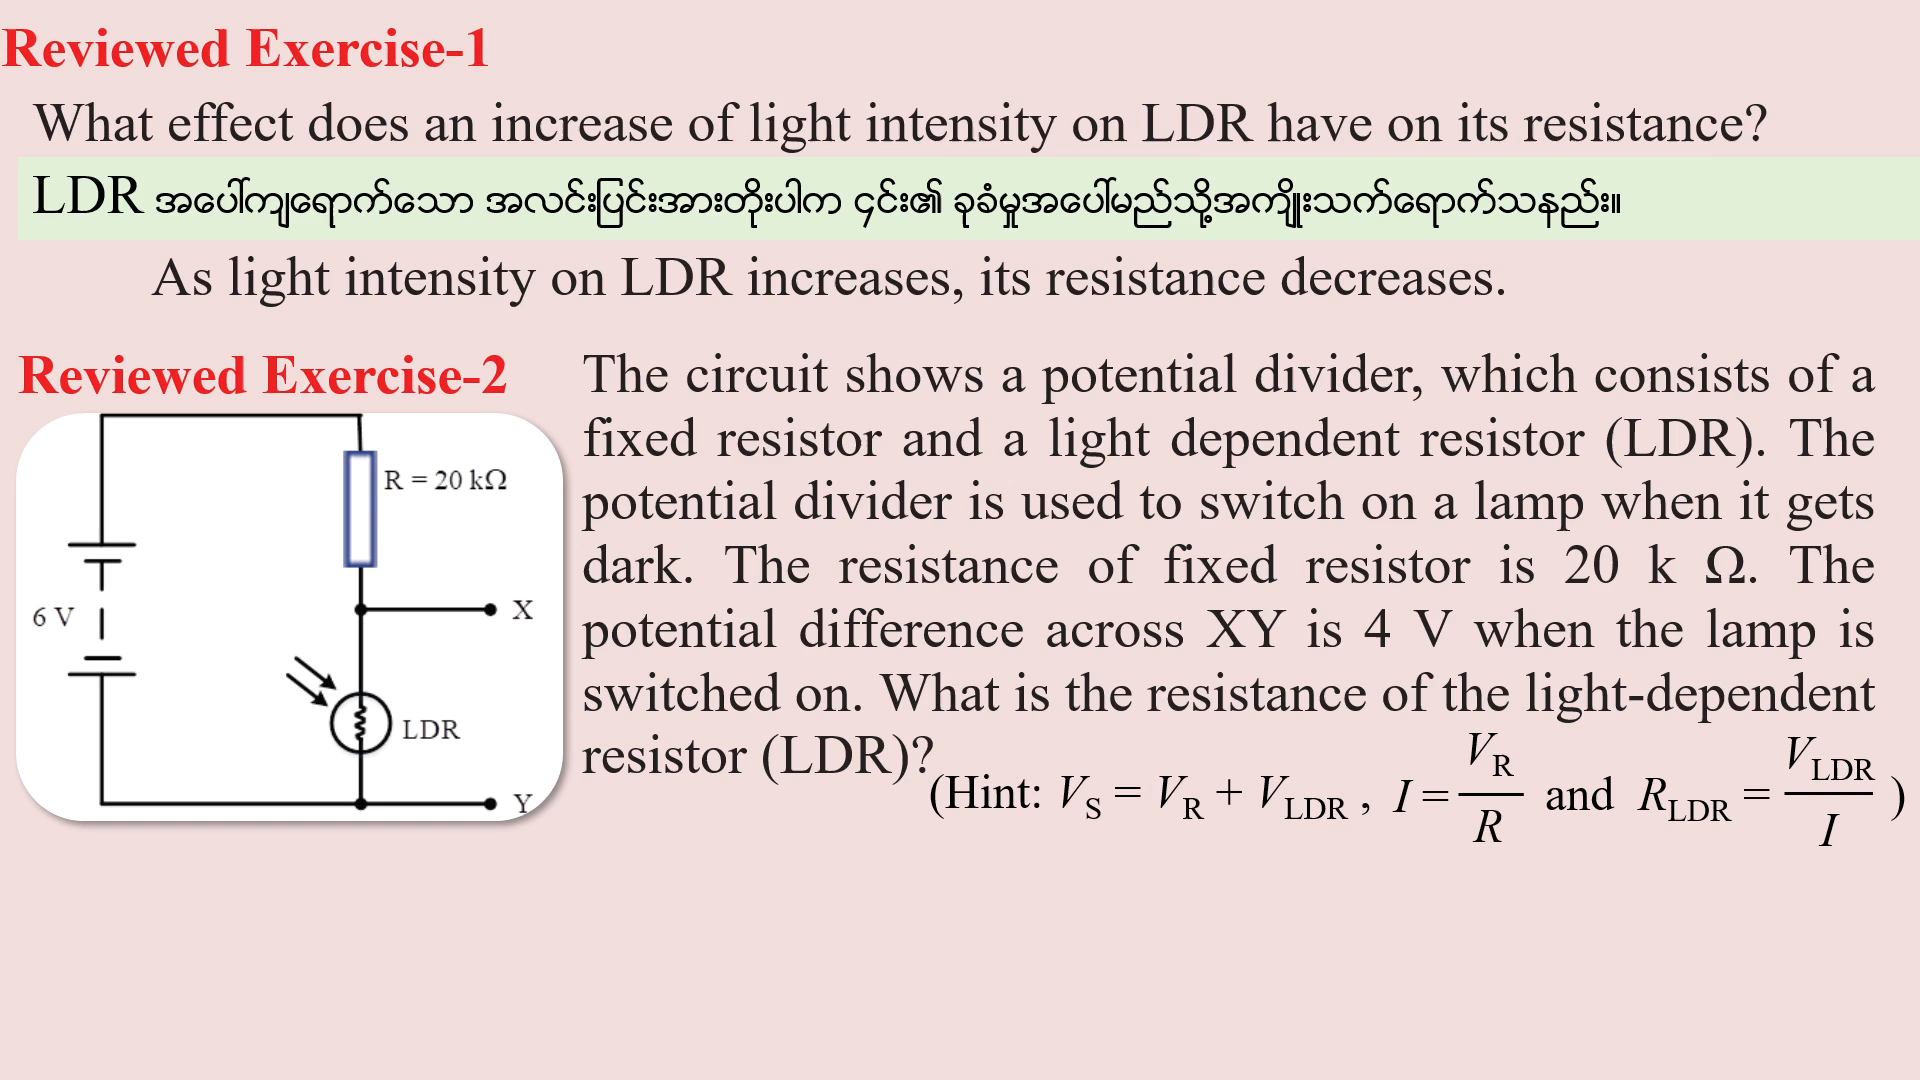 Reviewed Exercise-1
What effect does an increase of light intensity on LDR have on its resistance?
LDR အပေါ်ကျရောက်သော အလင်းပြင်းအားတိုးပါက ၄င်း၏ ခုခံမှုအပေါ်မည်သို့အကျိုးသက်ရောက်သနည်း။
As light intensity on LDR increases, its resistance decreases.
Reviewed Exercise-2
R = 20 kΩ
6 V
X
LDR
Y
The circuit shows a potential divider, which consists of a
fixed resistor and a light dependent resistor (LDR). The
potential divider is used to switch on a lamp when it gets
dark. The resistance of fixed resistor is 20 k Ω. The
potential difference across XY is 4 V when the lamp is
switched on. What is the resistance of the light-dependent
resistor (LDR)?
(Hint: V_S = V_R + V_LDR , I = V_R / R and R_LDR = V_LDR / I )